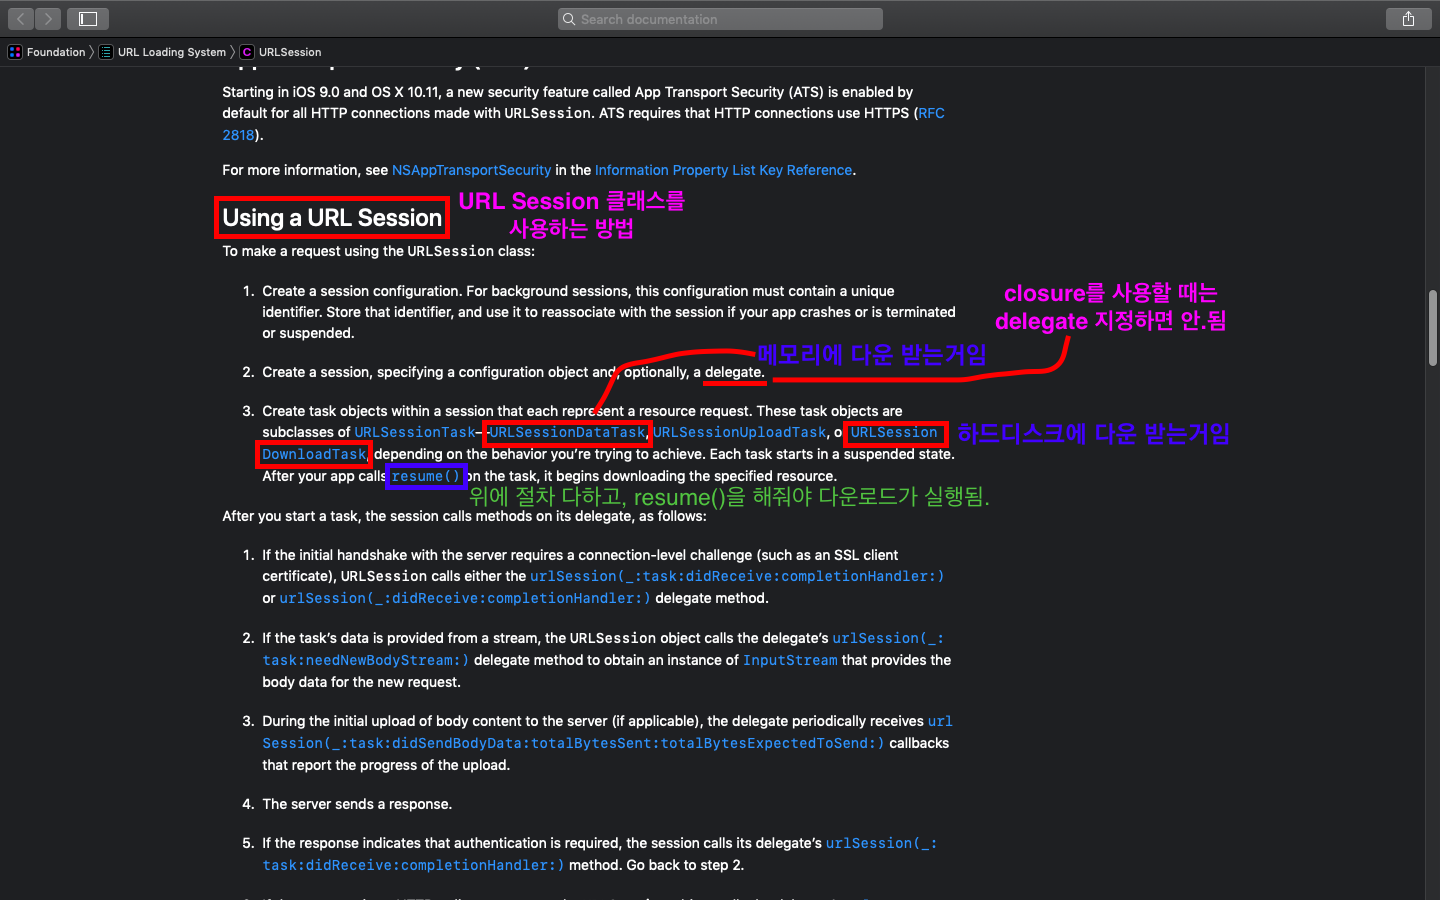 Search documentation
Foundation
URL Loading System
C
URLSession
Starting in iOS 9.0 and OS X 10.11, a new security feature called App Transport Security (ATS) is enabled by
default for all HTTP connections made with URLSession. ATS requires that HTTP connections use HTTPS (RFC
2818).
For more information, see NSAppTransportSecurity in the Information Property List Key Reference.
Using a URL Session
URL Session 클래스를
사용하는 방법
To make a request using the URLSession class:
1. Create a session configuration. For background sessions, this configuration must contain a unique
identifier. Store that identifier, and use it to reassociate with the session if your app crashes or is terminated
or suspended.
closure를 사용할 때는
delegate 지정하면 안.됨
메모리에 다운 받는거임
2. Create a session, specifying a configuration object and, optionally, a delegate.
3. Create task objects within a session that each represent a resource request. These task objects are
subclasses of URLSessionTask—URLSessionDataTask, URLSessionUploadTask, o URLSession
하드디스크에 다운 받는거임
DownloadTask, depending on the behavior you’re trying to achieve. Each task starts in a suspended state.
After your app calls resume() on the task, it begins downloading the specified resource.
위에 절차 다하고, resume()을 해줘야 다운로드가 실행됨.
After you start a task, the session calls methods on its delegate, as follows:
1. If the initial handshake with the server requires a connection-level challenge (such as an SSL client
certificate), URLSession calls either the urlSession(_:task:didReceive:completionHandler:)
or urlSession(_:didReceive:completionHandler:) delegate method.
2. If the task’s data is provided from a stream, the URLSession object calls the delegate’s urlSession(_:
task:needNewBodyStream:) delegate method to obtain an instance of InputStream that provides the
body data for the new request.
3. During the initial upload of body content to the server (if applicable), the delegate periodically receives url
Session(_:task:didSendBodyData:totalBytesSent:totalBytesExpectedToSend:) callbacks
that report the progress of the upload.
4. The server sends a response.
5. If the response indicates that authentication is required, the session calls its delegate’s urlSession(_:
task:didReceive:completionHandler:) method. Go back to step 2.